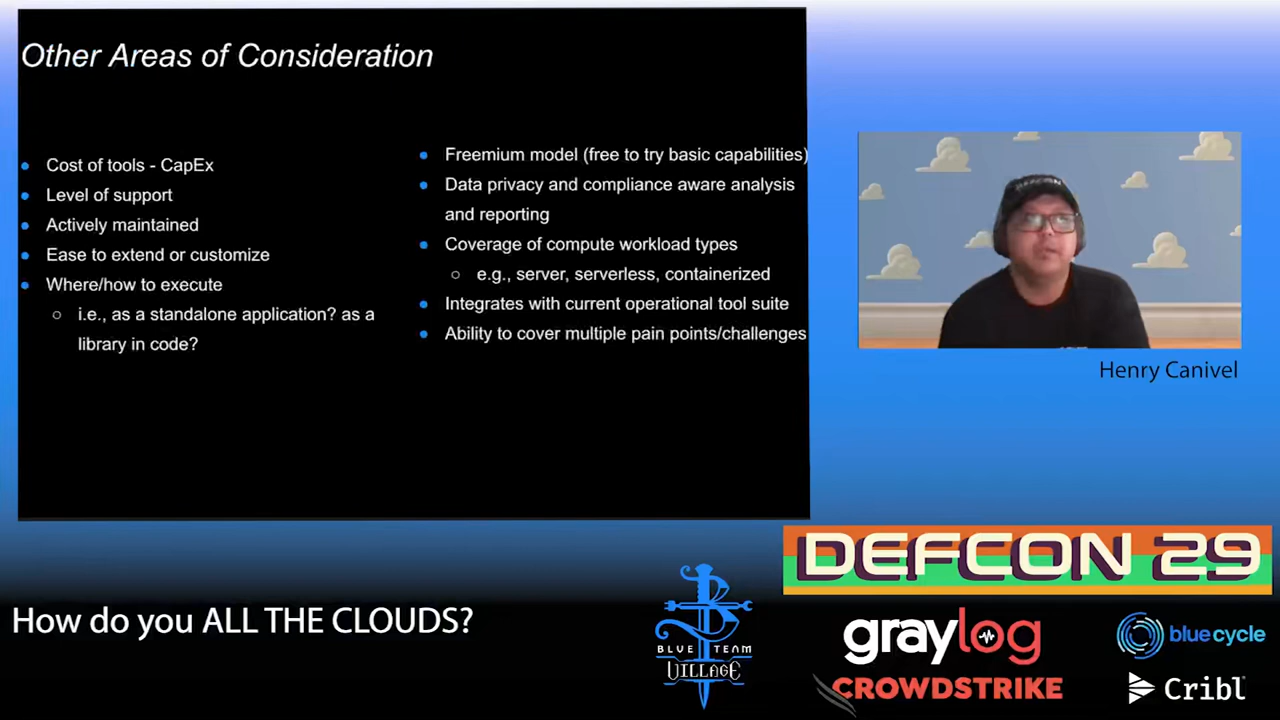 Other Areas of Consideration
Cost of tools - CapEx
Level of support
Actively maintained
Ease to extend or customize
Where/how to execute
i.e., as a standalone application? as a
library in code?
Freemium model (free to try basic capabilities)
Data privacy and compliance aware analysis
and reporting
Coverage of compute workload types
e.g., server, serverless, containerized
Integrates with current operational tool suite
Ability to cover multiple pain points/challenges
Henry Canivel
How do you ALL THE CLOUDS?
BLUE TEAM
VILLAGE
DEFCON 29
graylog
CROWDSTRIKE
bluecycle
Cribl